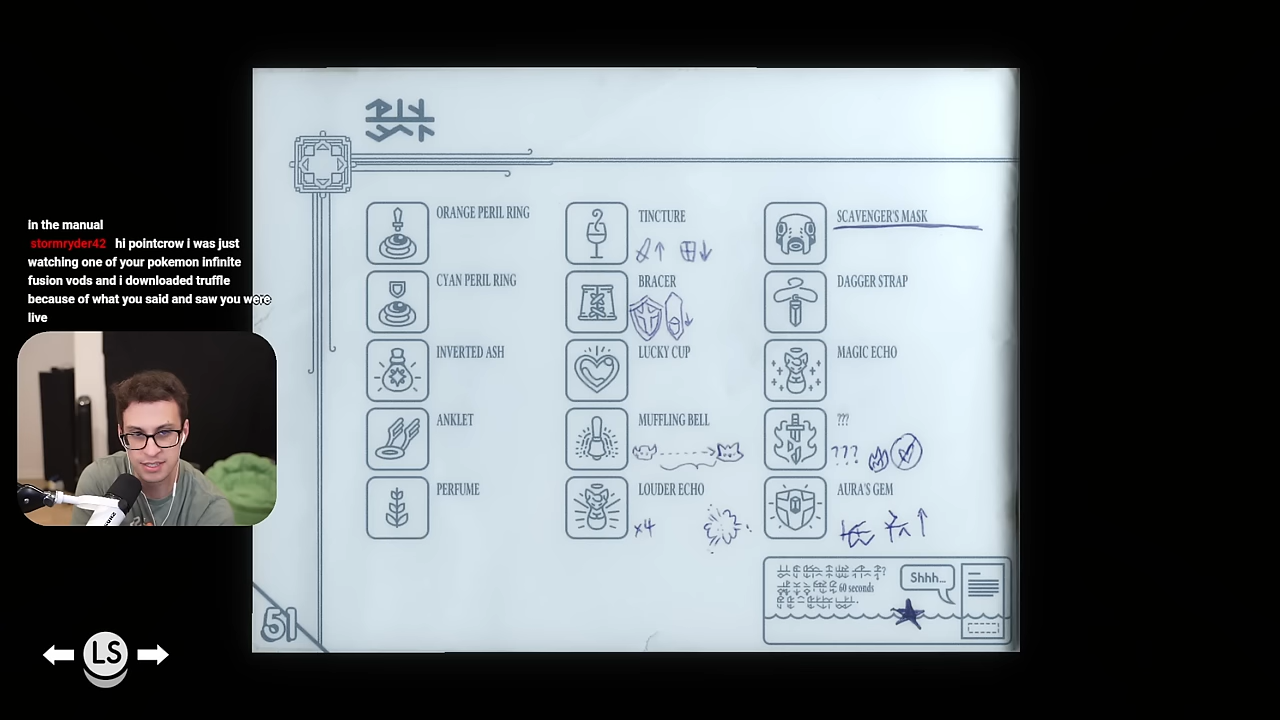 in the manual
stormryder42 hi pointcrow i was just
watching one of your pokemon infinite
fusion vods and i downloaded truffle
because of what you said and saw you were
live
ORANGE PERIL RING
CYAN PERIL RING
INVERTED ASH
ANKLET
PERFUME
TINCTURE
BRACER
LUCKY CUP
MUFFLING BELL
LOUDER ECHO
x4
SCAVENGER'S MASK
DAGGER STRAP
MAGIC ECHO
???
???
AURA'S GEM
60 seconds
Shhh...
51
LS